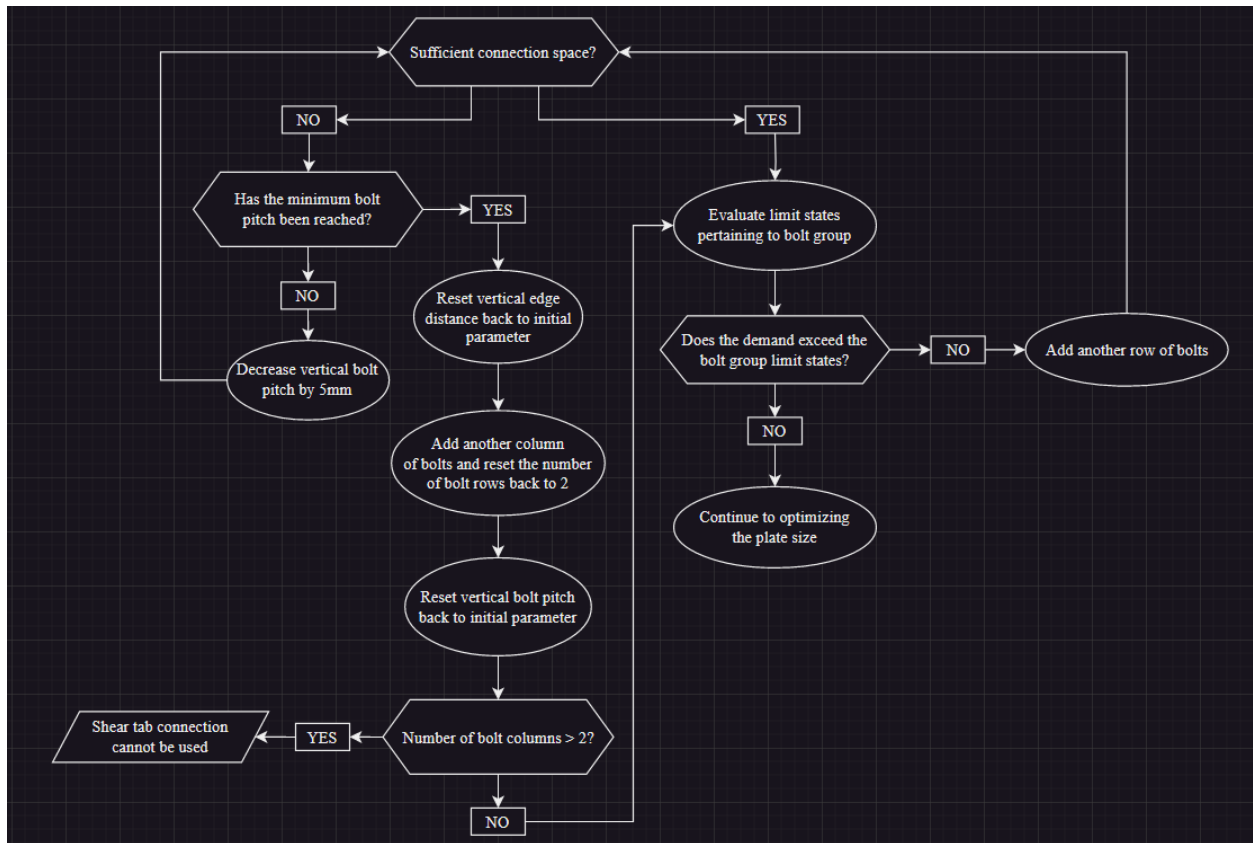 Sufficient connection space?
NO
YES
Has the minimum bolt
pitch been reached?
YES
Evaluate limit states
pertaining to bolt group
NO
Reset vertical edge
distance back to initial
parameter
Does the demand exceed the
bolt group limit states?
NO
Add another row of bolts
Decrease vertical bolt
pitch by 5mm
NO
Add another column
of bolts and reset the number
of bolt rows back to 2
Continue to optimizing
the plate size
Reset vertical bolt pitch
back to initial parameter
Shear tab connection
cannot be used
YES
Number of bolt columns > 2?
NO